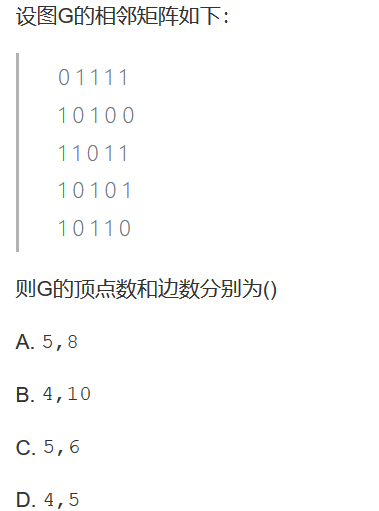 设图G的相邻矩阵如下:
0 1 1 1 1
1 0 1 0 0
1 1 0 1 1
1 0 1 0 1
1 0 1 1 0
则G的顶点数和边数分别为()
A. 5,8
B. 4,10
C. 5,6
D. 4,5